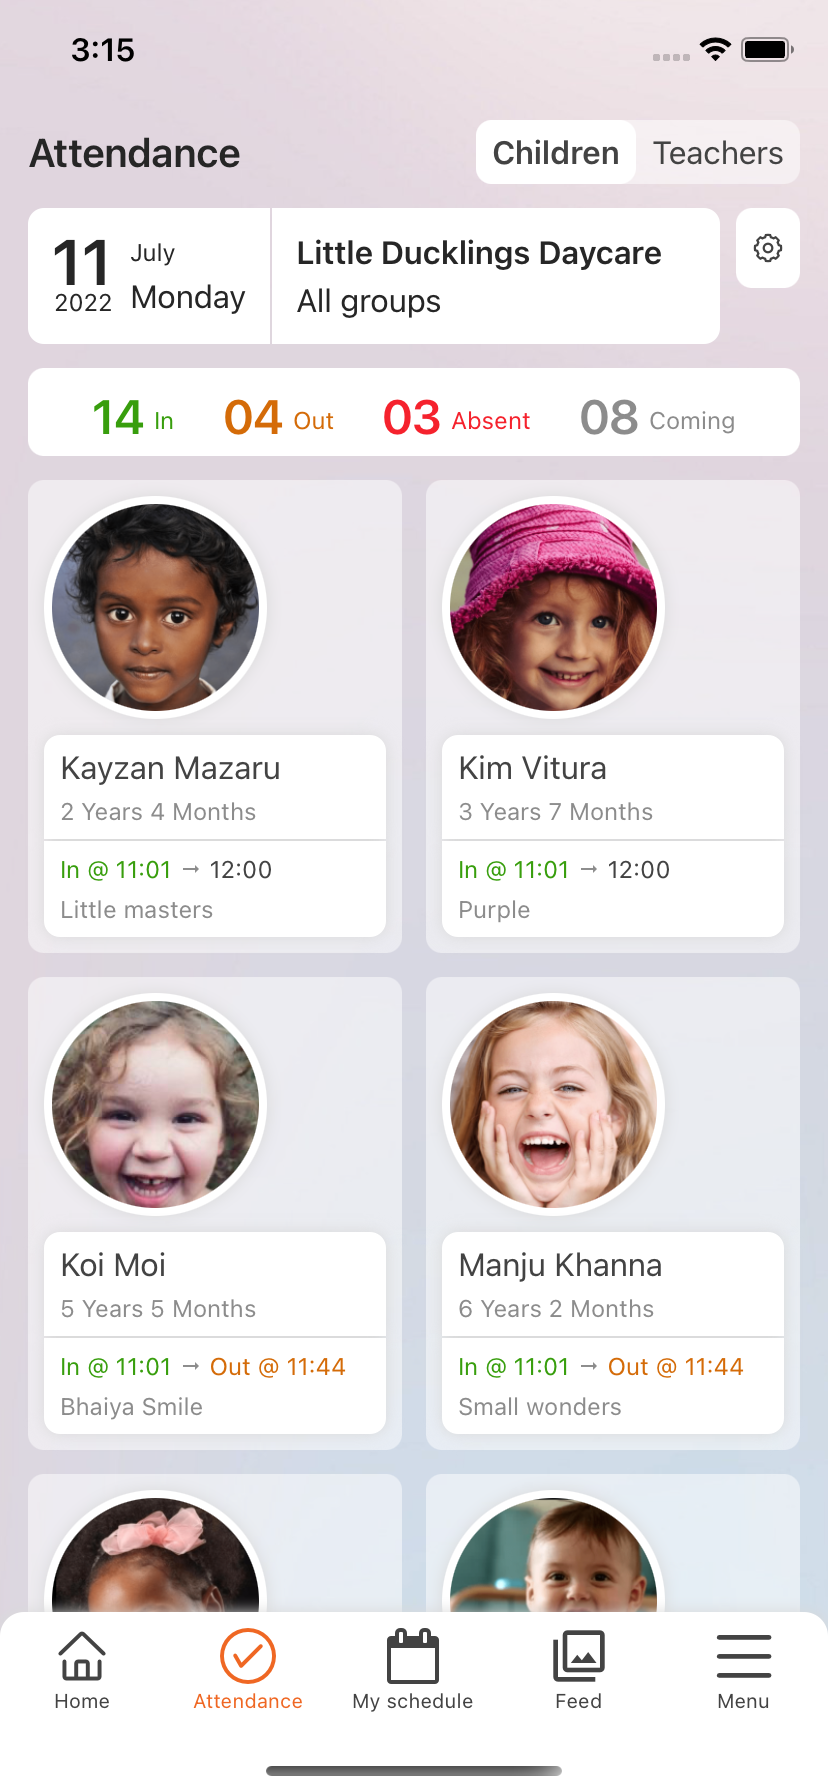 3:15
Attendance
Children Teachers
11 July
2022 Monday
Little Ducklings Daycare
All groups
14 In 04 Out 03 Absent 08 Coming
Kayzan Mazaru
2 Years 4 Months
In @ 11:01 → 12:00
Little masters
Kim Vitura
3 Years 7 Months
In @ 11:01 → 12:00
Purple
Koi Moi
5 Years 5 Months
In @ 11:01 → Out @ 11:44
Bhaiya Smile
Manju Khanna
6 Years 2 Months
In @ 11:01 → Out @ 11:44
Small wonders
Home Attendance My schedule Feed Menu